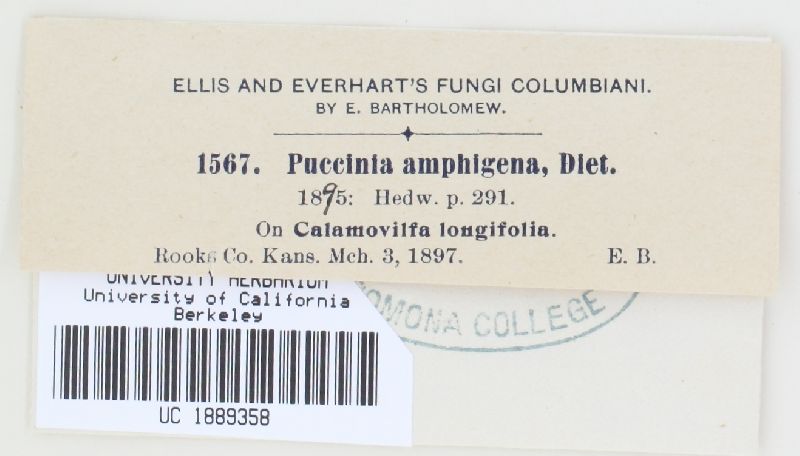 ELLIS AND EVERHART'S FUNGI COLUMBIANI.
BY E. BARTHOLOMEW.
1567. Puccinia amphigena, Diet.
1895: Hedw. p. 291.
On Calamovilfa longifolia.
Rooks Co. Kans. Mch. 3, 1897. E. B.
UNIVERSITY HERBARIUM
University of California
Berkeley
UC 1889358
POMONA COLLEGE